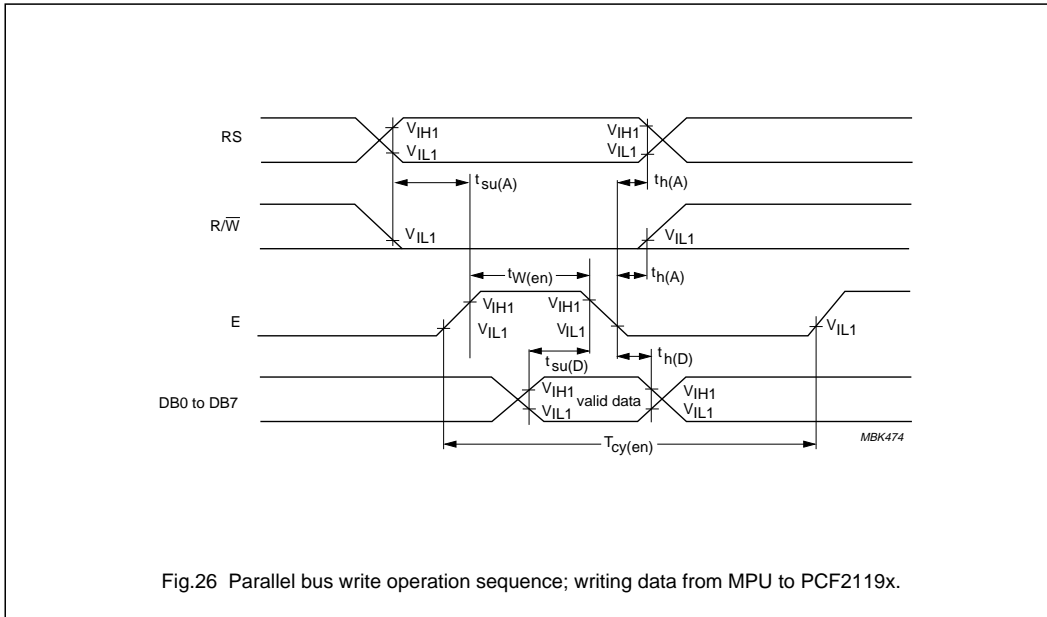 RS
VIH1
VIL1
VIH1
VIL1
tsu(A)
th(A)
R/W̅
VIL1
VIL1
tW(en)
th(A)
E
VIH1
VIL1
VIH1
VIL1
VIL1
tsu(D)
th(D)
DB0 to DB7
VIH1
VIL1
valid data
VIH1
VIL1
Tcy(en)
MBK474
Fig.26 Parallel bus write operation sequence; writing data from MPU to PCF2119x.